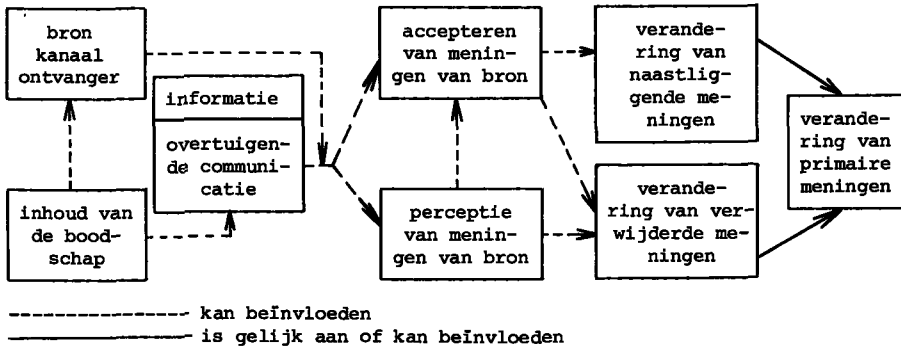 bron
kanaal
ontvanger
informatie
overtuigen-
de communi-
catie
inhoud van
de bood-
schap
accepteren
van menin-
gen van bron
perceptie
van menin-
gen van bron
verande-
ring van
naastlig-
gende me-
ningen
verande-
ring van ver-
wijderde me-
ningen
verande-
ring van
primaire
meningen
kan beïnvloeden
is gelijk aan of kan beïnvloeden